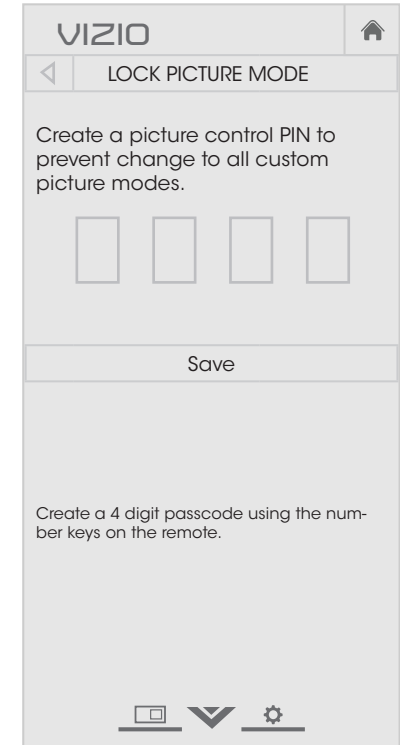 VIZIO
LOCK PICTURE MODE
Create a picture control PIN to
prevent change to all custom
picture modes.
Save
Create a 4 digit passcode using the num-
ber keys on the remote.